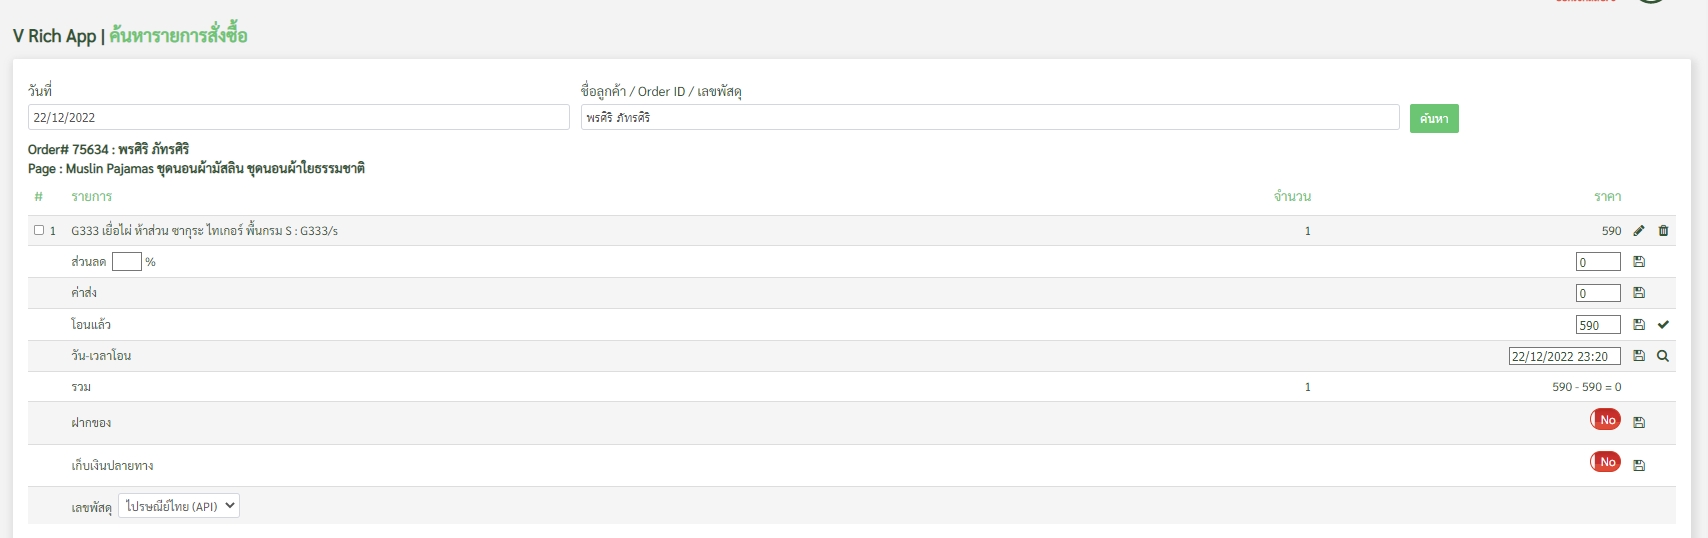 V Rich App | ค้นหารายการสั่งซื้อ
วันที่ ชื่อลูกค้า / Order ID / เลขพัสดุ
22/12/2022 พรศิริ ภัทรศิริ ค้นหา
Order# 75634 : พรศิริ ภัทรศิริ
Page : Muslin Pajamas ชุดนอนผ้ามัสลิน ชุดนอนผ้าใยธรรมชาติ
# รายการ จำนวน ราคา
1 G333 เยื่อไผ่ ห้าส่วน ซากุระ ไทเกอร์ พื้นกรม S : G333/s 1 590
ส่วนลด % 0
ค่าส่ง 0
โอนแล้ว 590
วัน-เวลาโอน 22/12/2022 23:20
รวม 1 590 - 590 = 0
ฝากของ No
เก็บเงินปลายทาง No
เลขพัสดุ ไปรษณีย์ไทย (API)